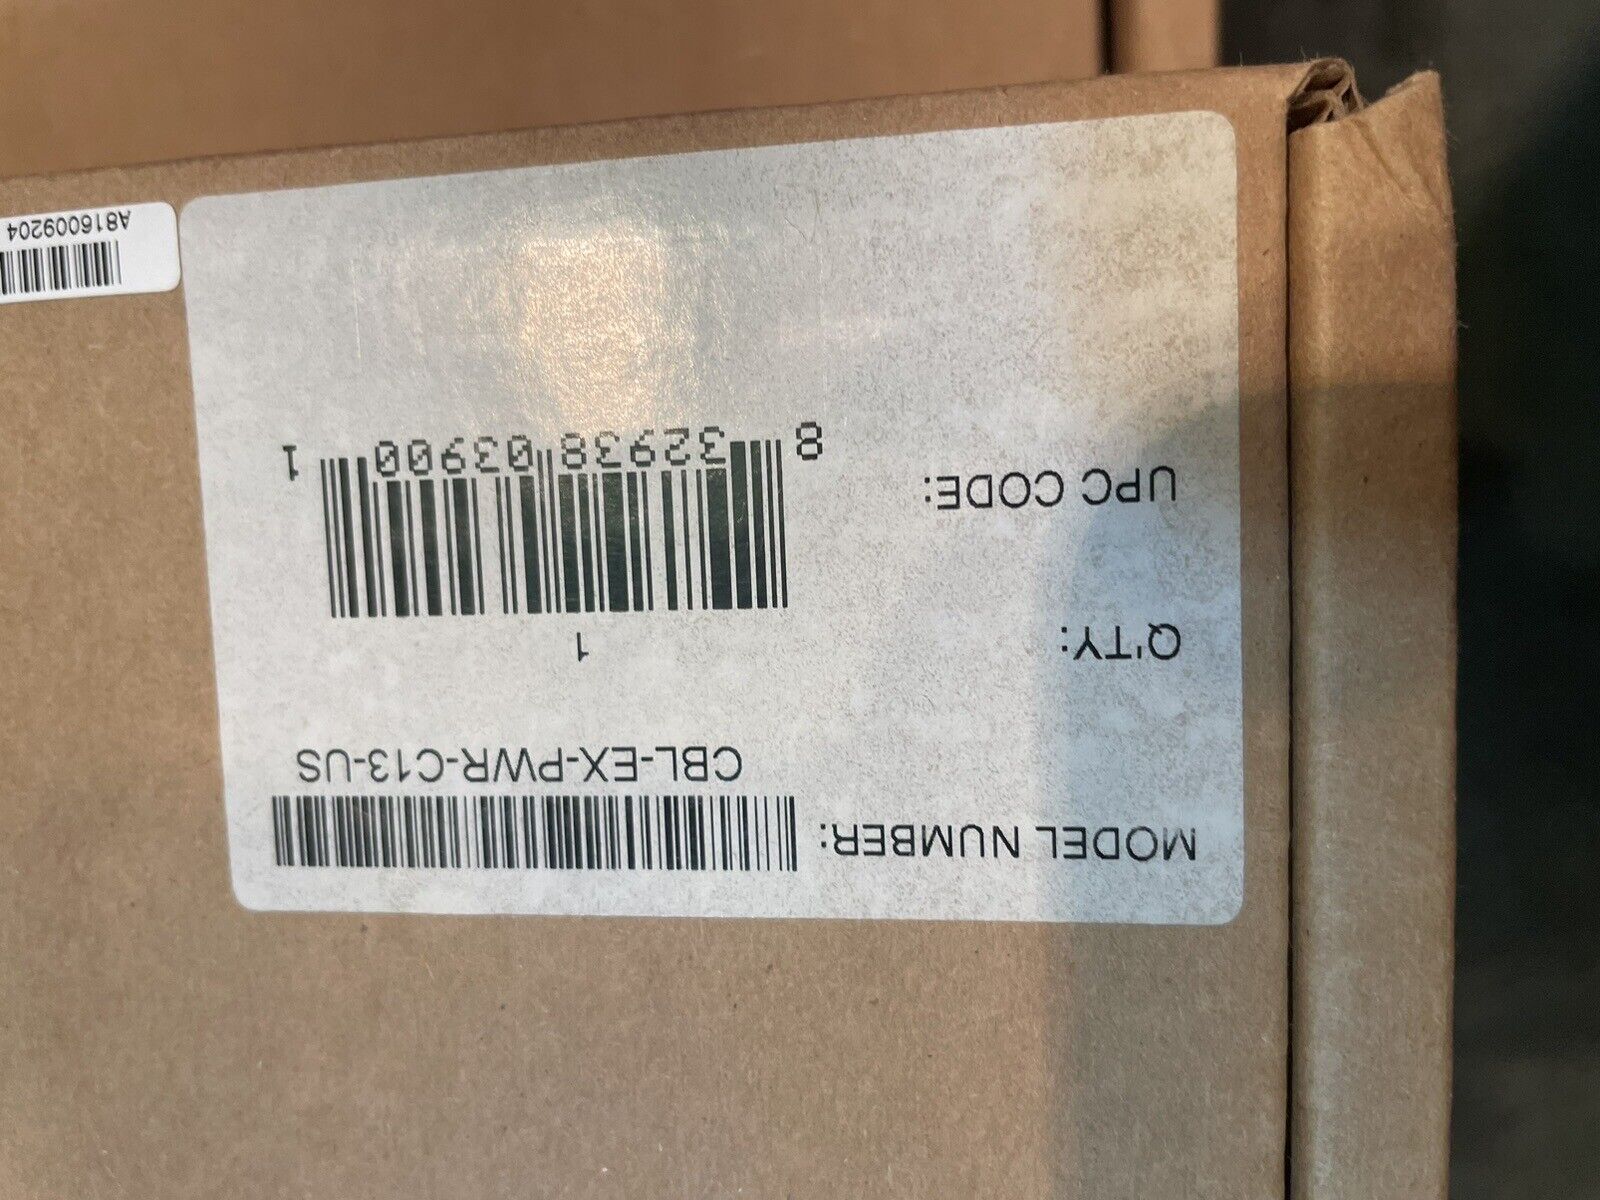 MODEL NUMBER:
CBL-EX-PWR-C13-US
Q'TY: 1
UPC CODE: 8 32938 03900 1
A816009204